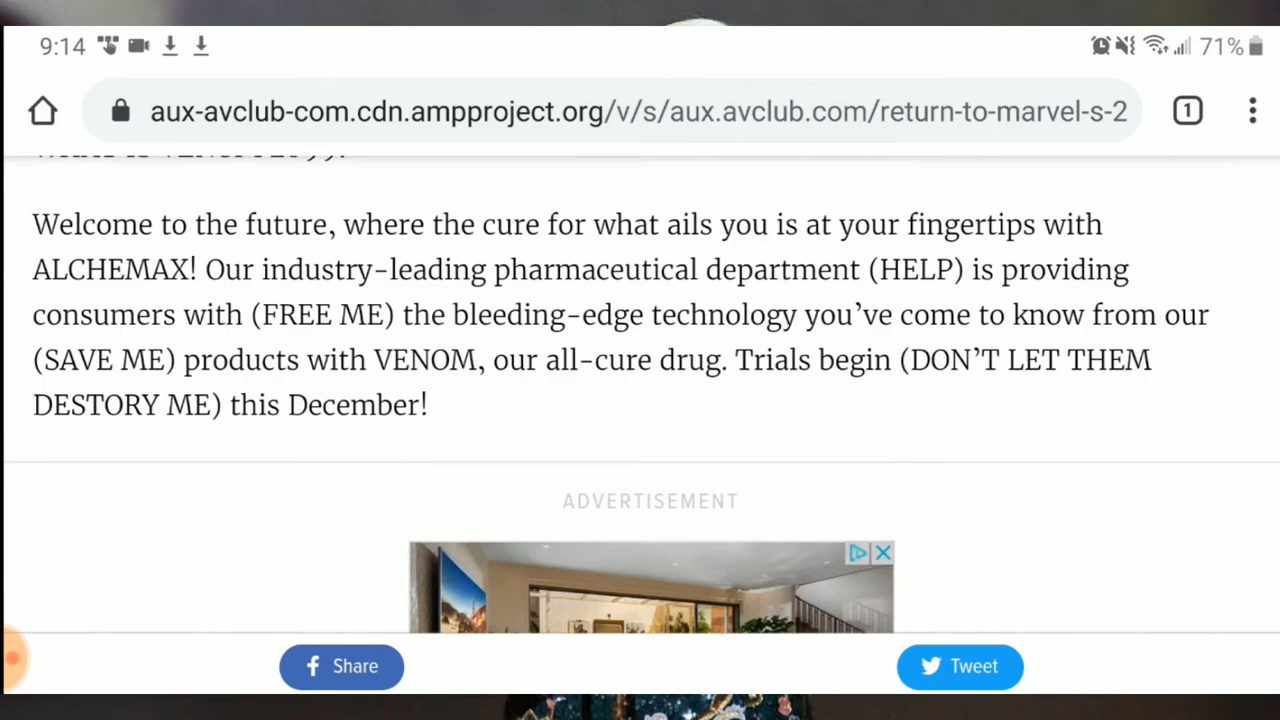 9:14
71%
aux-avclub-com.cdn.ampproject.org/v/s/aux.avclub.com/return-to-marvel-s-2
1
Welcome to the future, where the cure for what ails you is at your fingertips with
ALCHEMAX! Our industry-leading pharmaceutical department (HELP) is providing
consumers with (FREE ME) the bleeding-edge technology you’ve come to know from our
(SAVE ME) products with VENOM, our all-cure drug. Trials begin (DON’T LET THEM
DESTORY ME) this December!
ADVERTISEMENT
Share
Tweet